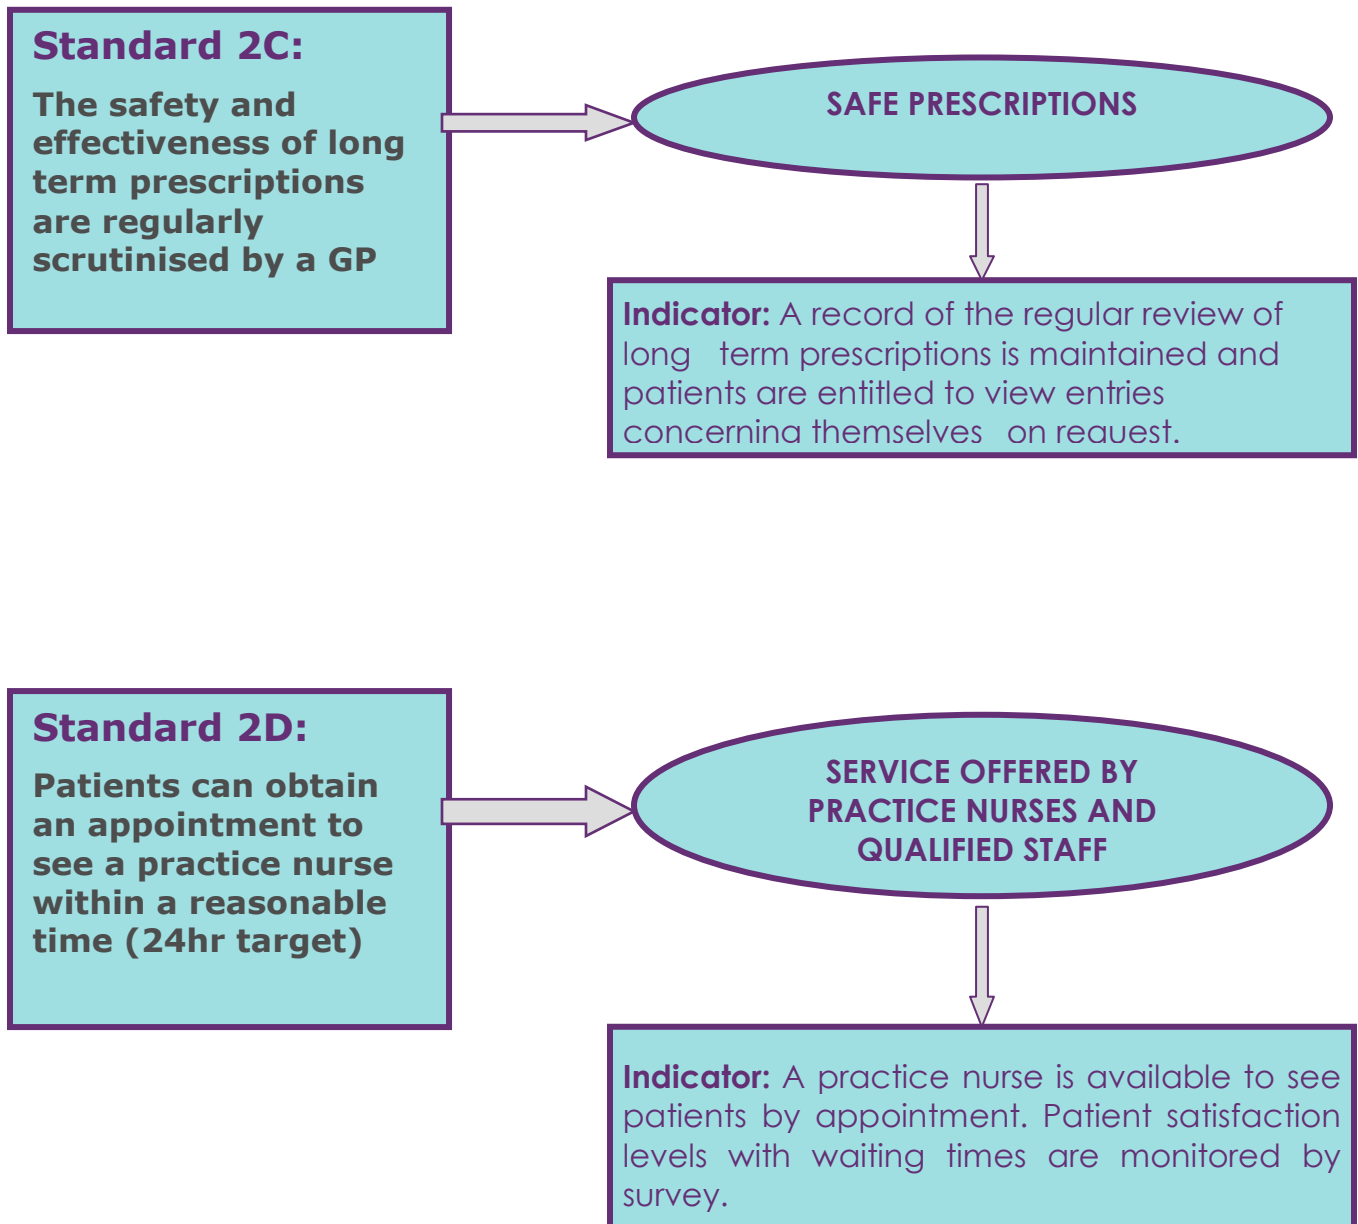 Standard 2C:
The safety and
effectiveness of long
term prescriptions
are regularly
scrutinised by a GP
SAFE PRESCRIPTIONS
Indicator: A record of the regular review of
long term prescriptions is maintained and
patients are entitled to view entries
concerning themselves on request.
Standard 2D:
Patients can obtain
an appointment to
see a practice nurse
within a reasonable
time (24hr target)
SERVICE OFFERED BY
PRACTICE NURSES AND
QUALIFIED STAFF
Indicator: A practice nurse is available to see
patients by appointment. Patient satisfaction
levels with waiting times are monitored by
survey.